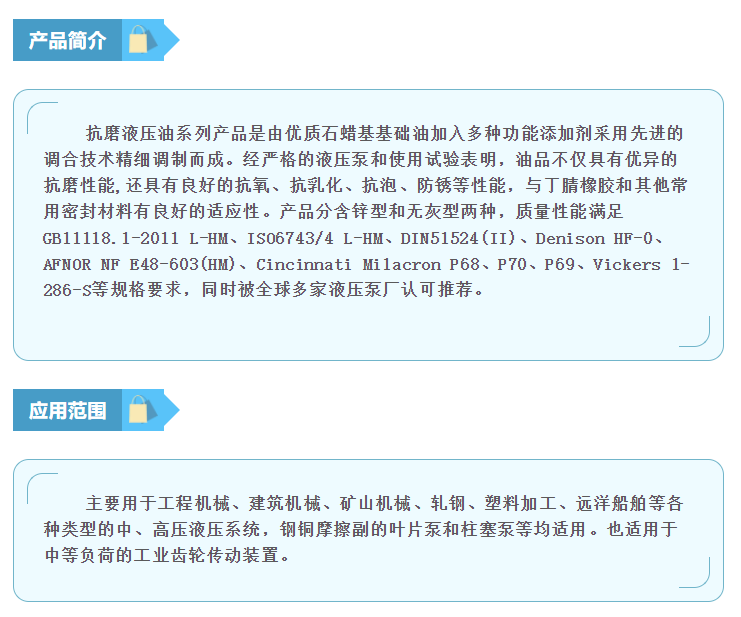 产品简介
抗磨液压油系列产品是由优质石蜡基基础油加入多种功能添加剂采用先进的
调合技术精细调制而成。经严格的液压泵和使用试验表明，油品不仅具有优异的
抗磨性能,还具有良好的抗氧、抗乳化、抗泡、防锈等性能，与丁腈橡胶和其他常
用密封材料有良好的适应性。产品分含锌型和无灰型两种，质量性能满足
GB11118.1-2011 L-HM、ISO6743/4 L-HM、DIN51524(II)、Denison HF-0、
AFNOR NF E48-603(HM)、Cincinnati Milacron P68、P70、P69、Vickers 1-
286-S等规格要求，同时被全球多家液压泵厂认可推荐。
应用范围
主要用于工程机械、建筑机械、矿山机械、轧钢、塑料加工、远洋船舶等各
种类型的中、高压液压系统，钢铜摩擦副的叶片泵和柱塞泵等均适用。也适用于
中等负荷的工业齿轮传动装置。